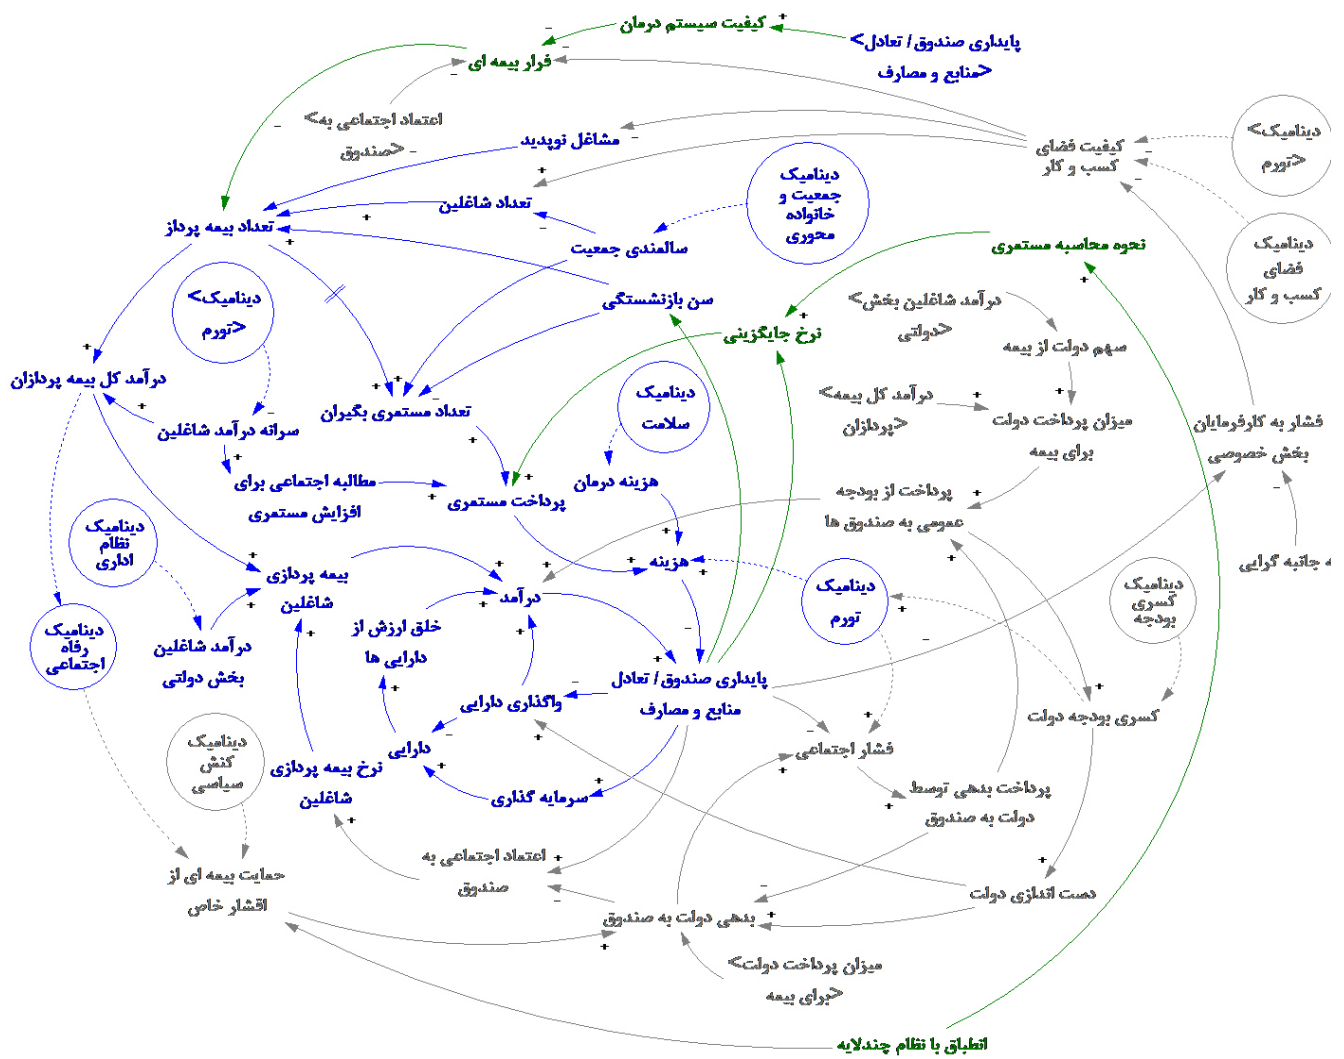 کیفیت سیستم درمان
<پایداری صندوق/ تعادل
منابع و مصارف>
فرار بیمه ای
<اعتماد اجتماعی به
صندوق>
مشاغل نوپدید
کیفیت فضای
کسب و کار
<دینامیک
تورم>
دینامیک
جمعیت و
خانواده
محوری
تعداد شاغلین
تعداد بیمه پرداز
سالمندی جمعیت
نحوه محاسبه مستمری
دینامیک
فضای
کسب و کار
<دینامیک
تورم>
سن بازنشستگی
<درآمد شاغلین بخش
دولتی>
نرخ جایگزینی
سهم دولت از بیمه
درآمد کل بیمه پردازان
سرانه درآمد شاغلین
تعداد مستمری بگیران
دینامیک
سلامت
<درآمد کل بیمه
پردازان>
میزان پرداخت دولت
برای بیمه
فشار به کارفرمایان
بخش خصوصی
مطالبه اجتماعی برای
افزایش مستمری
پرداخت مستمری
هزینه درمان
پرداخت از بودجه
عمومی به صندوق ها
دینامیک
نظام
اداری
بیمه پردازی
شاغلین
هزینه
ه جانبه گرایی
درآمد
دینامیک
تورم
دینامیک
کسری
بودجه
خلق ارزش از
دارایی ها
دینامیک
رفاه
اجتماعی
درآمد شاغلین
بخش دولتی
پایداری صندوق/ تعادل
منابع و مصارف
واگذاری دارایی
کسری بودجه دولت
دینامیک
کنش
سیاسی
دارایی
فشار اجتماعی
نرخ بیمه پردازی
شاغلین
سرمایه گذاری
پرداخت بدهی توسط
دولت به صندوق
اعتماد اجتماعی به
صندوق
حمایت بیمه ای از
اقشار خاص
دست اندازی دولت
بدهی دولت به صندوق
<میزان پرداخت دولت
برای بیمه>
انطباق با نظام چندلایه